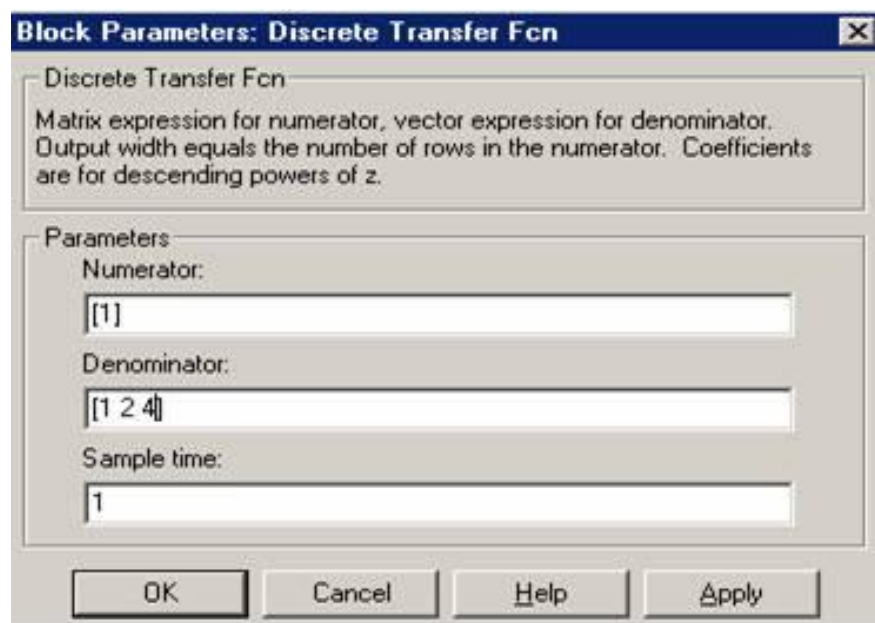 Block Parameters: Discrete Transfer Fcn
Discrete Transfer Fcn
Matrix expression for numerator, vector expression for denominator.
Output width equals the number of rows in the numerator. Coefficients
are for descending powers of z.
Parameters
Numerator:
[1]
Denominator:
[1 2 4]
Sample time:
1
OK Cancel Help Apply